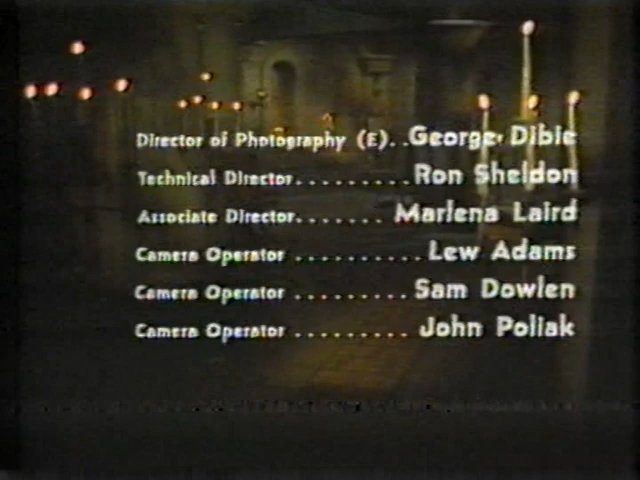 Director of Photography (E). .George Dibie
Technical Director.........Ron Sheldon
Associate Director....... Marlena Laird
Camera Operator ..........Lew Adams
Camera Operator .........Sam Dowlen
Camera Operator ......... John Poliak